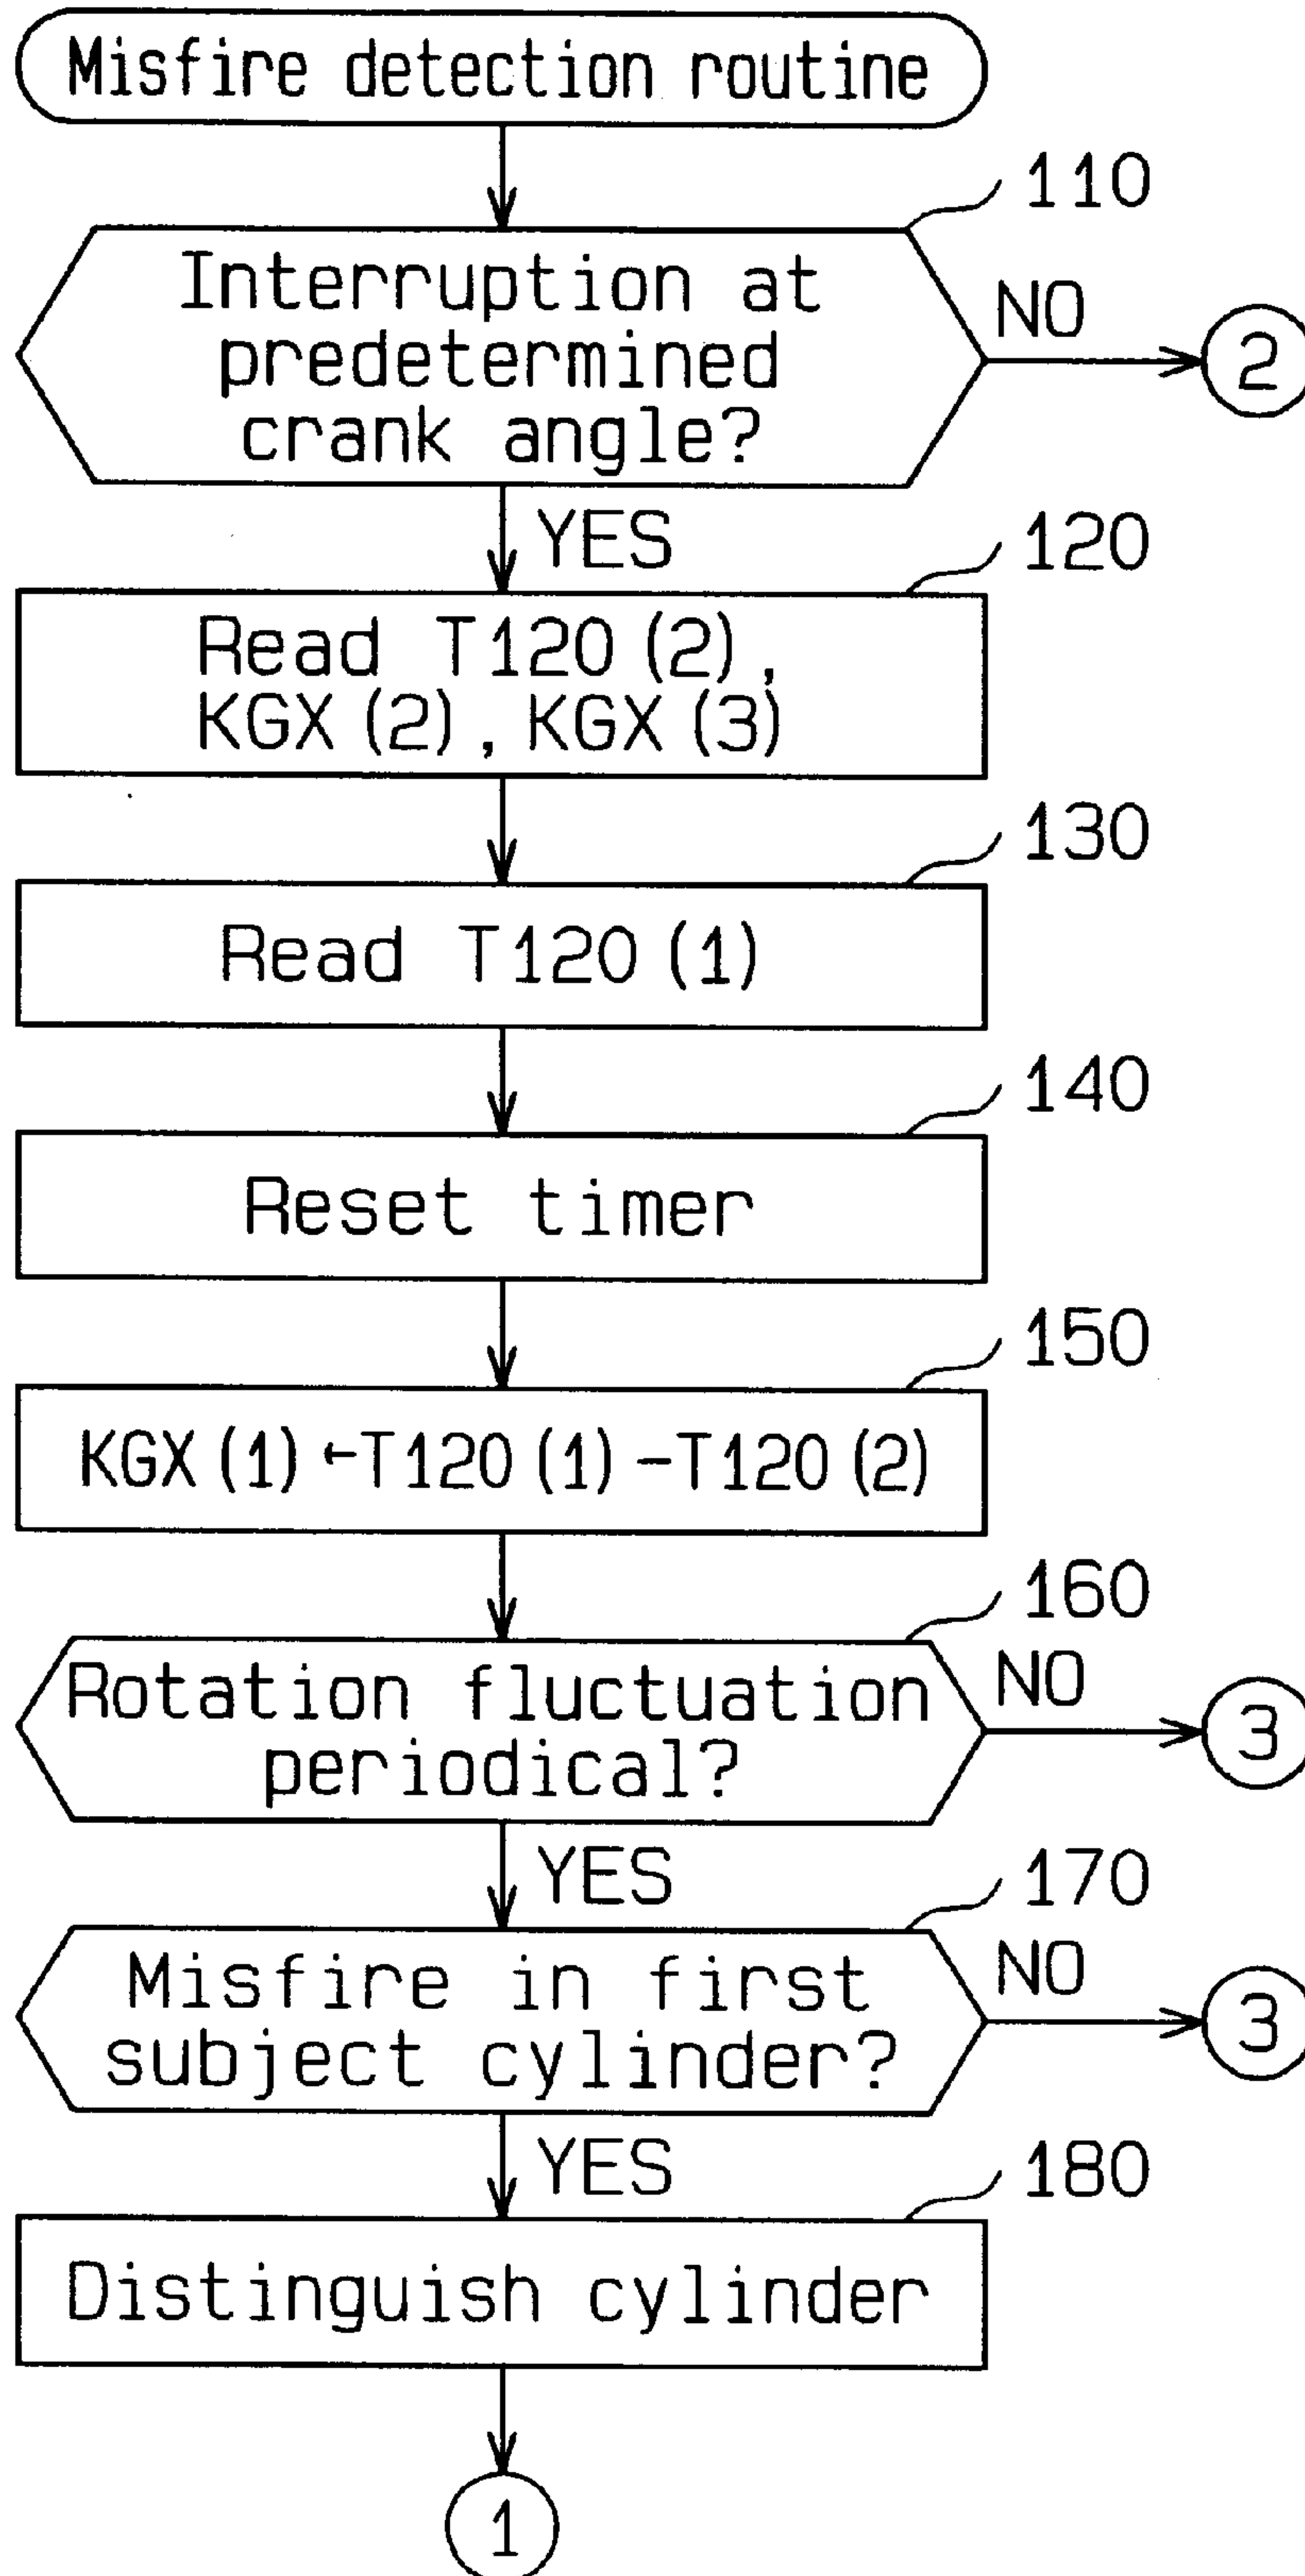 Misfire detection routine
110
Interruption at
predetermined
crank angle?
NO
2
YES
120
Read T120(2),
KGX(2), KGX(3)
130
Read T120(1)
140
Reset timer
150
KGX(1)←T120(1)-T120(2)
160
Rotation fluctuation
periodical?
NO
3
YES
170
Misfire in first
subject cylinder?
NO
3
YES
180
Distinguish cylinder
1